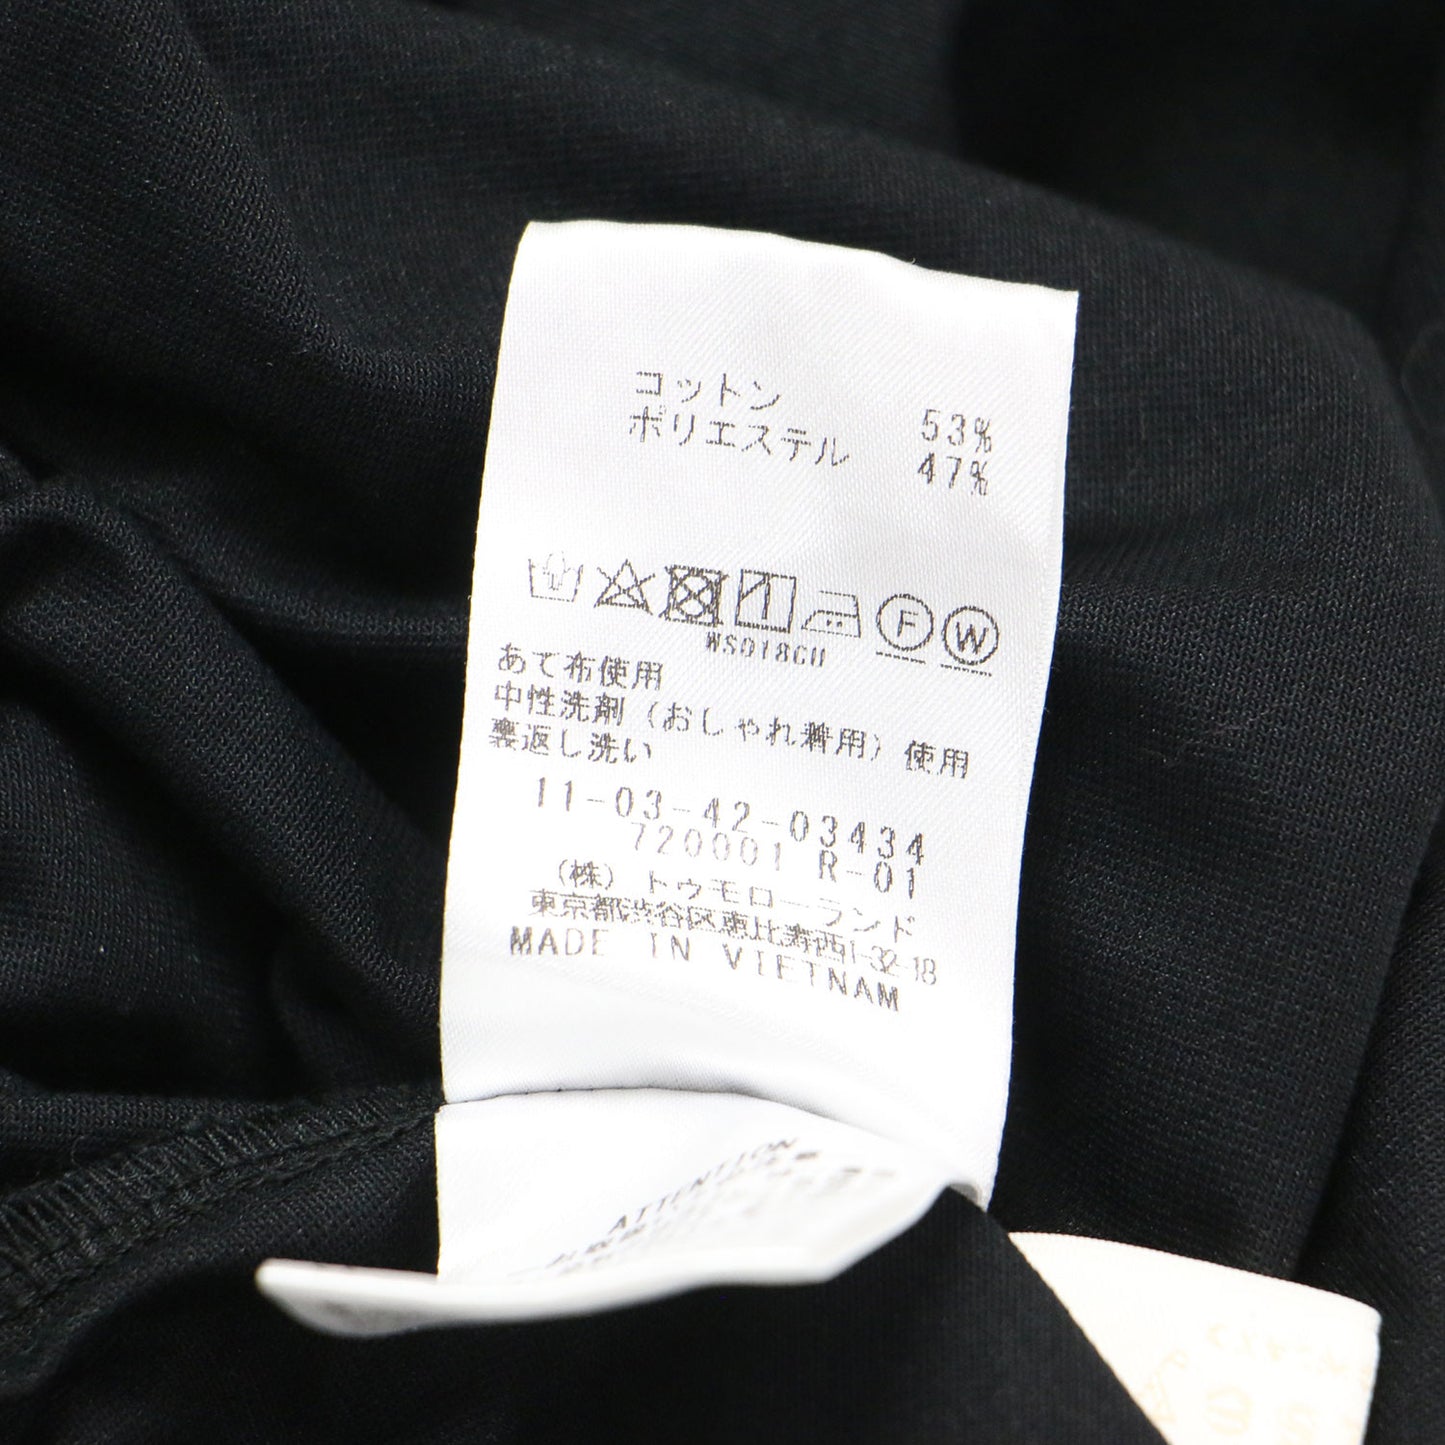 コットン 53%
ポリエステル 47%
F W
WS018CU
あて布使用
中性洗剤(おしゃれ着用)使用
裏返し洗い
11-03-42-03434
720001 R-01
(株)トゥモローランド
東京都渋谷区恵比寿西1-32-18
MADE IN VIETNAM
ATTENTION